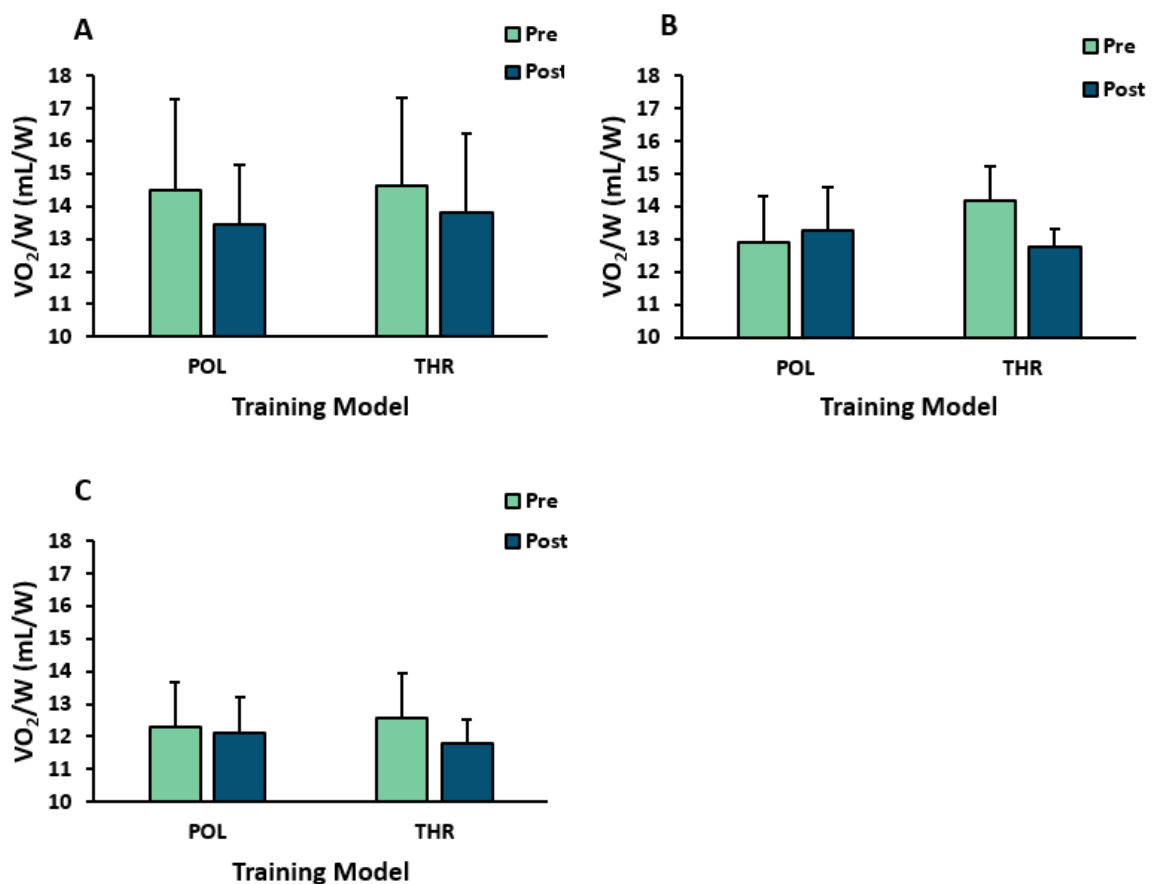 A
Pre
Post
VO₂/W (mL/W)
18
17
16
15
14
13
12
11
10
POL THR
Training Model
B
Pre
Post
VO₂/W (mL/W)
18
17
16
15
14
13
12
11
10
POL THR
Training Model
C
Pre
Post
VO₂/W (mL/W)
18
17
16
15
14
13
12
11
10
POL THR
Training Model